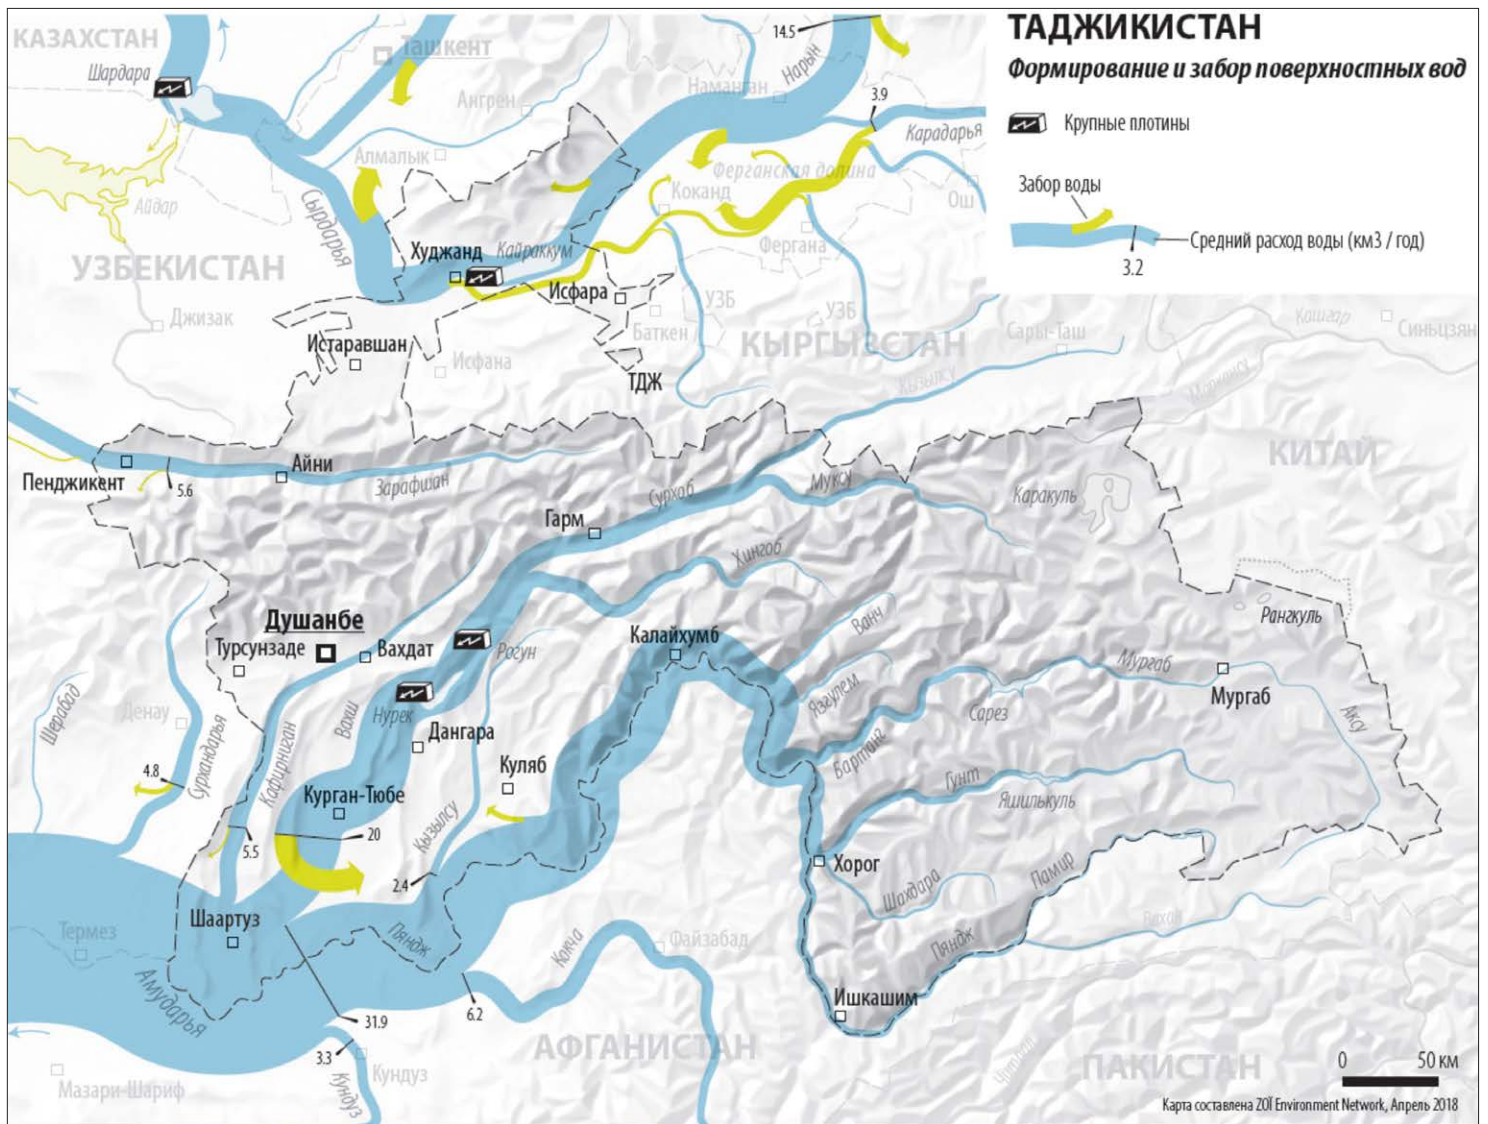 ТАДЖИКИСТАН
Формирование и забор поверхностных вод
Крупные плотины
Забор воды
Средний расход воды (км3 / год)
3.2
КАЗАХСТАН
Ташкент
14.5
Нарын
Шардара
Ангрен
Наманган
3.9
Карадарья
Алмалык
Ферганская долина
Коканд
Ош
Айдар
Сырдарья
Фергана
Худжанд
Кайраккум
УЗБЕКИСТАН
Исфара
УЗБ
УЗБ
Джизак
Баткен
КЫРГЫЗСТАН
Сары-Таш
Кашгар
Синьцзян
Истаравшан
Исфана
ТДЖ
Кызылсу
Маркансу
КИТАЙ
Айни
Пенджикент
5.6
Зарафшан
Сурхоб
Муксу
Каракуль
Гарм
Хингоб
Рангкуль
Душанбе
Турсунзаде
Вахдат
Рогун
Калайхумб
Ванч
Мургаб
Мургаб
Шерабад
Денау
Сурхандарья
Кафирниган
Вахш
Нурек
Дангара
Язгулем
Сарез
Аксу
Бартанг
4.8
Куляб
Гунт
Яшилькуль
Курган-Тюбе
20
Кызылсу
5.5
Хорог
2.4
Шахдара
Памир
Шаартуз
Термез
Пяндж
Кокча
Файзабад
Пяндж
Вахан
Амударья
Ишкашим
6.2
31.9
3.3
АФГАНИСТАН
ПАКИСТАН
Кундуз
Кундуз
Мазари-Шариф
0 50 км
Карта составлена ZOÏ Environment Network, Апрель 2018